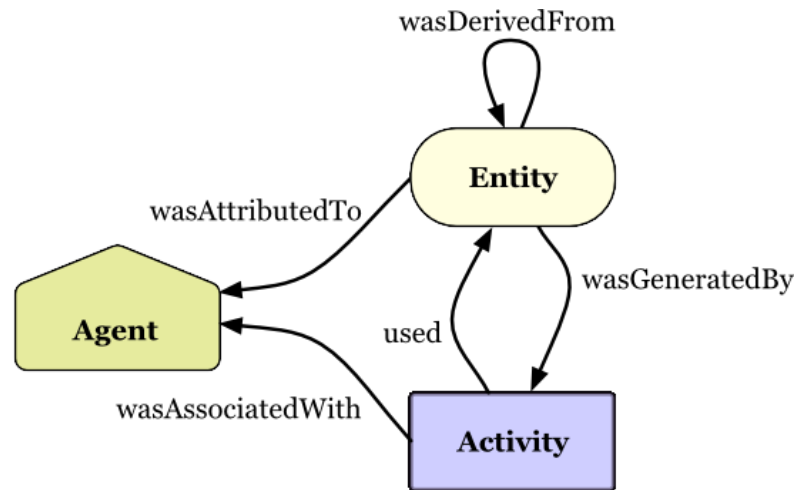 wasDerivedFrom
Entity
wasAttributedTo
wasGeneratedBy
Agent
used
wasAssociatedWith
Activity